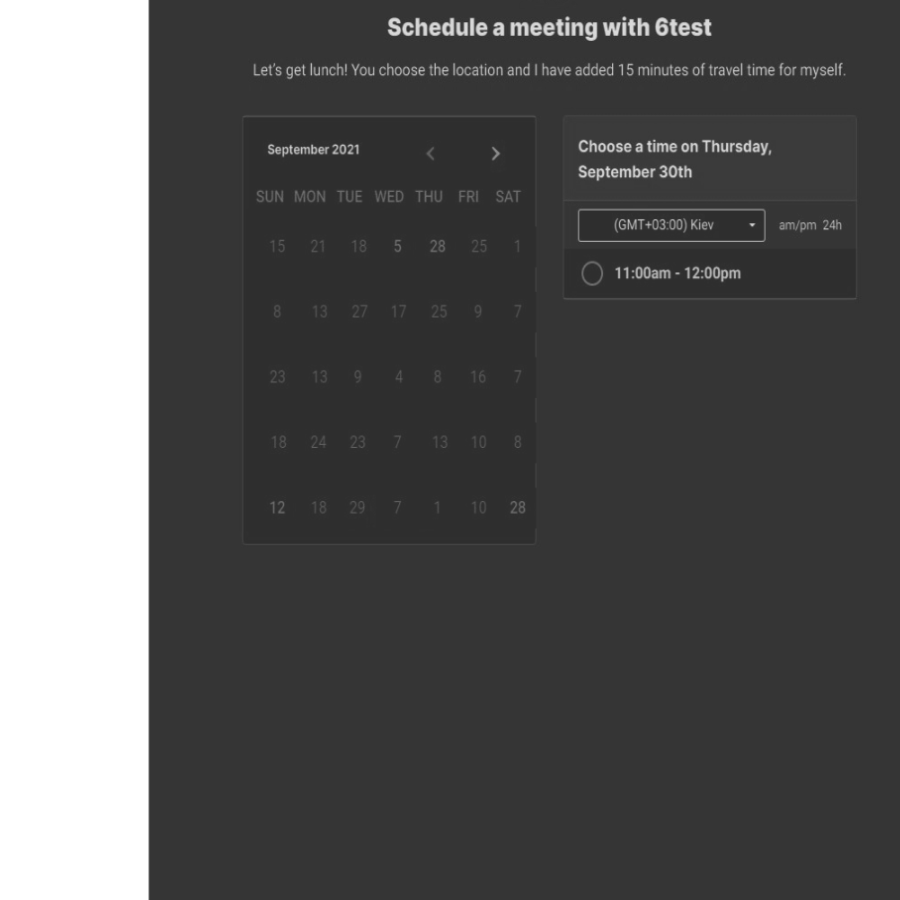 Schedule a meeting with 6test
Let's get lunch! You choose the location and I have added 15 minutes of travel time for myself.
September 2021
SUN MON TUE WED THU FRI SAT
15 21 18 5 28 25 1
8 13 27 17 25 9 7
23 13 9 4 8 16 7
18 24 23 7 13 10 8
12 18 29 7 1 10 28
Choose a time on Thursday,
September 30th
(GMT+03:00) Kiev am/pm 24h
11:00am - 12:00pm